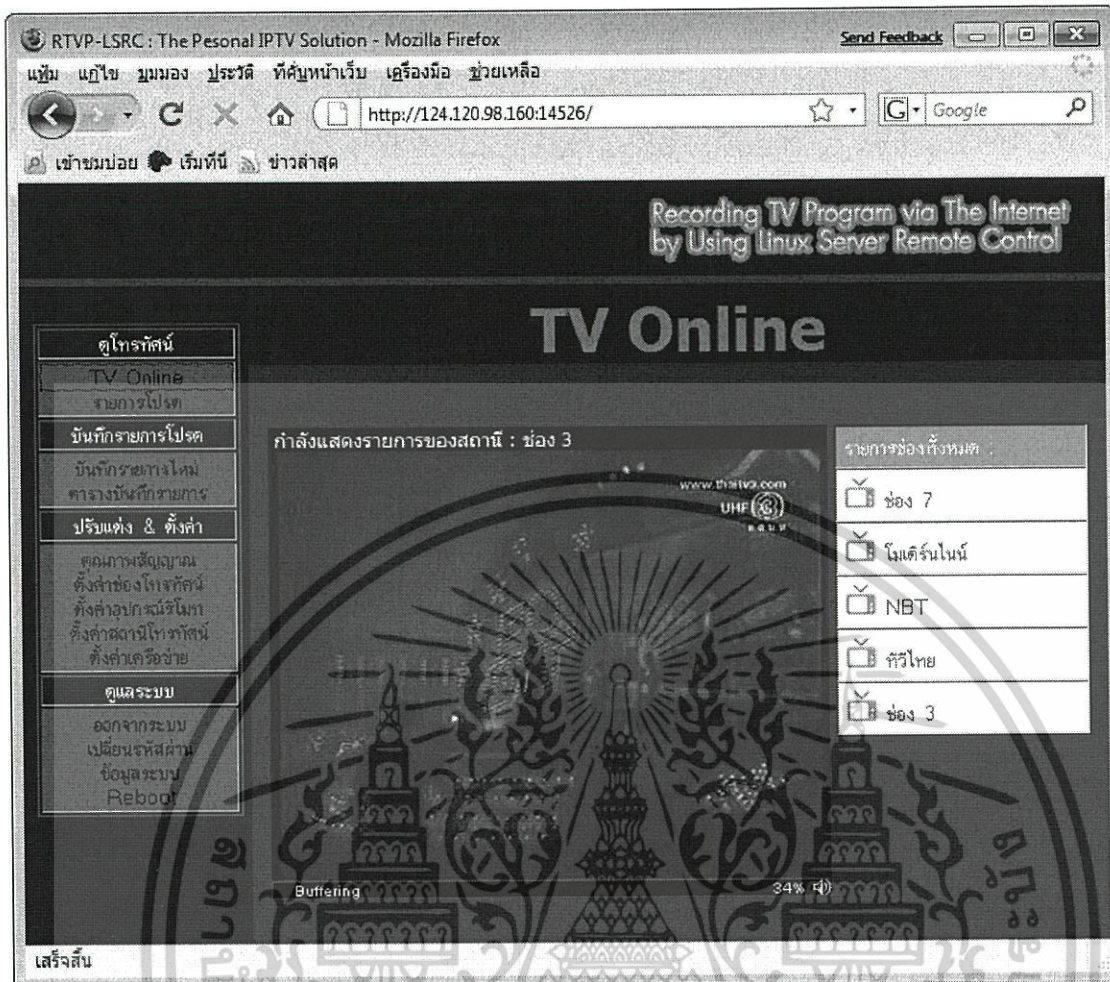 RTVP-LSRC : The Pesonal IPTV Solution - Mozilla Firefox
Send Feedback
แฟ้ม แก้ไข มุมมอง ประวัติ ที่คั่นหน้าเว็บ เครื่องมือ ช่วยเหลือ
http://124.120.98.160:14526/
G Google
เข้าชมบ่อย เริ่มที่นี่ ข่าวล่าสุด
Recording TV Program via The Internet
by Using Linux Server Remote Control
TV Online
ดูโทรทัศน์
TV Online
รายการโปรด
บันทึกรายการโปรด
บันทึกรายการใหม่
ตารางบันทึกรายการ
ปรับแต่ง & ตั้งค่า
คุณภาพสัญญาณ
ตั้งค่าช่องโทรทัศน์
ตั้งค่าอุปกรณ์รีโมท
ตั้งค่าสถานีโทรทัศน์
ตั้งค่าเครือข่าย
ดูแลระบบ
ออกจากระบบ
เปลี่ยนรหัสผ่าน
ข้อมูลระบบ
Reboot
กำลังแสดงรายการของสถานี : ช่อง 3
www.thaitv3.com
UHF 3
อ.ส.ม.ท
Buffering
34%
รายการช่องทั้งหมด :
ช่อง 7
โมเดิร์นไนน์
NBT
ทีวีไทย
ช่อง 3
เสร็จสิ้น